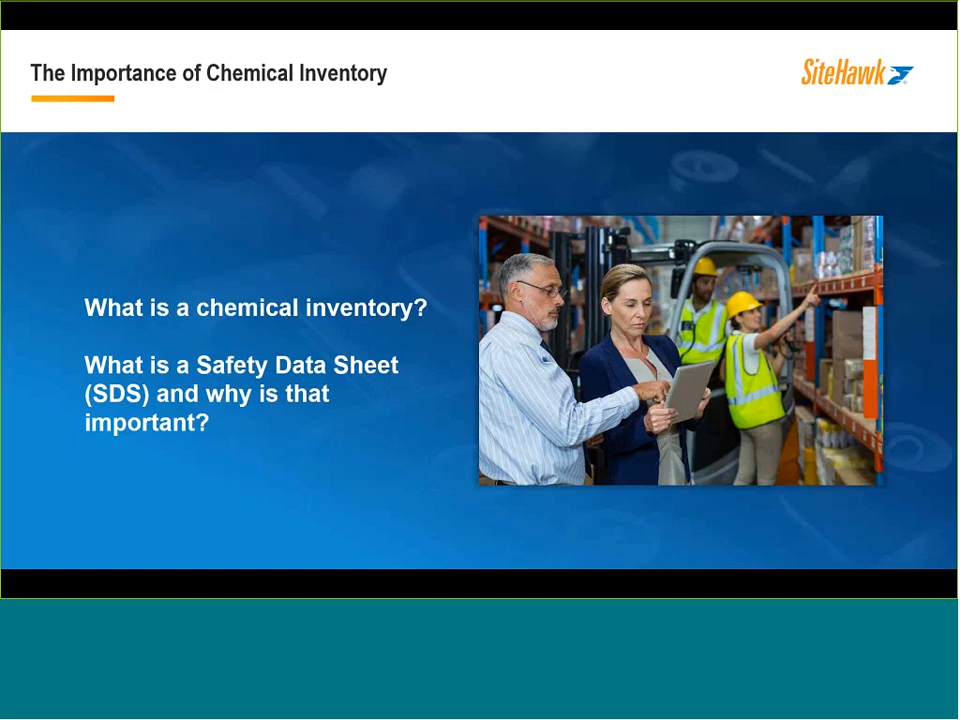 The Importance of Chemical Inventory
SiteHawk
What is a chemical inventory?
What is a Safety Data Sheet
(SDS) and why is that
important?